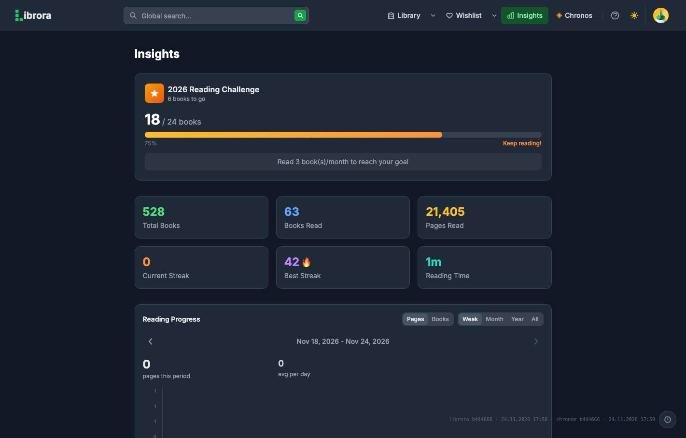 Librora
Global search...
Library
Wishlist
Insights
Chronos
Insights
2026 Reading Challenge
6 books to go
18 / 24 books
75%
Keep reading!
Read 3 book(s)/month to reach your goal
528
Total Books
63
Books Read
21,405
Pages Read
0
Current Streak
42🔥
Best Streak
1m
Reading Time
Reading Progress
Pages Books
Week Month Year All
Nov 18, 2026 - Nov 24, 2026
0
pages this period
0
avg per day
1
1
1